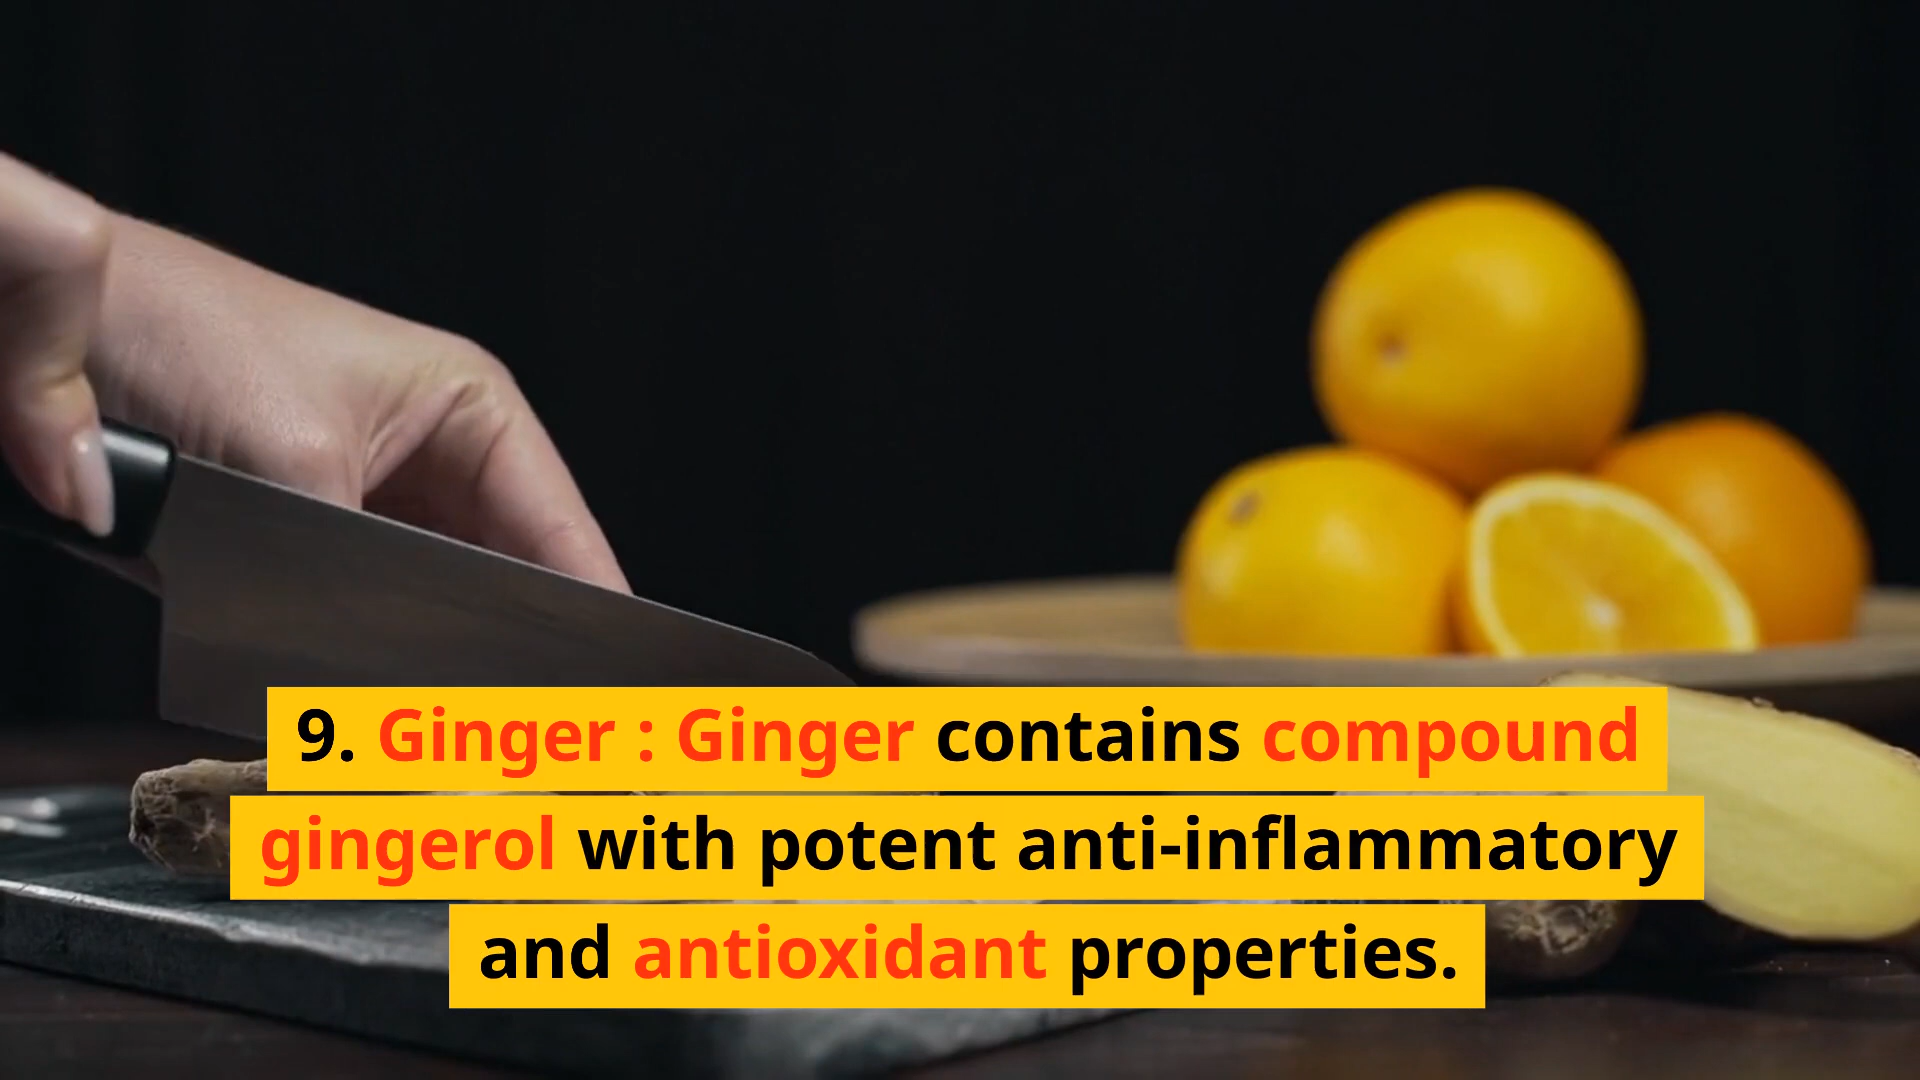 9. Ginger : Ginger contains compound
gingerol with potent anti-inflammatory
and antioxidant properties.